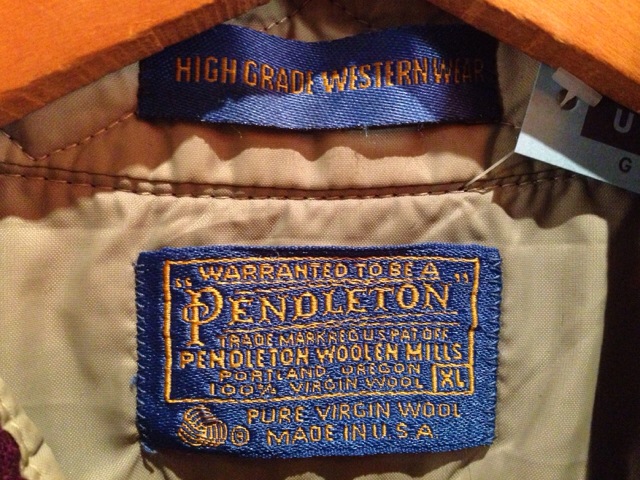 HIGH GRADE WESTERN WEAR
U
G
WARRANTED TO BE A
"PENDLETON"
TRADE MARK REG U.S. PAT. OFF.
PENDLETON WOOLEN MILLS
PORTLAND, OREGON
100% VIRGIN WOOL XL
PURE VIRGIN WOOL
R
MADE IN U.S.A.